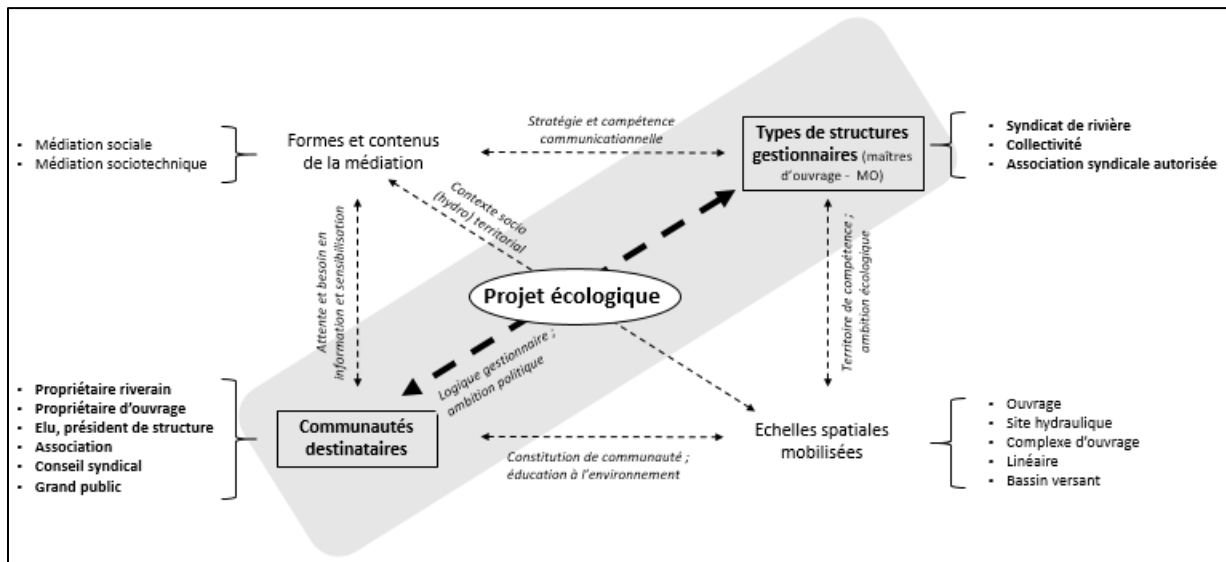 Médiation sociale
Médiation sociotechnique
Formes et contenus
de la médiation
Stratégie et compétence
communicationnelle
Types de structures
gestionnaires (maîtres
d’ouvrage - MO)
Syndicat de rivière
Collectivité
Association syndicale autorisée
Contexte socio
(hydro) territorial
Attente et besoin en
information et sensibilisation
Projet écologique
Territoire de compétence ;
ambition écologique
Logique gestionnaire ;
ambition politique
Propriétaire riverain
Propriétaire d’ouvrage
Elu, président de structure
Association
Conseil syndical
Grand public
Communautés
destinataires
Constitution de communauté ;
éducation à l’environnement
Echelles spatiales
mobilisées
Ouvrage
Site hydraulique
Complexe d’ouvrage
Linéaire
Bassin versant